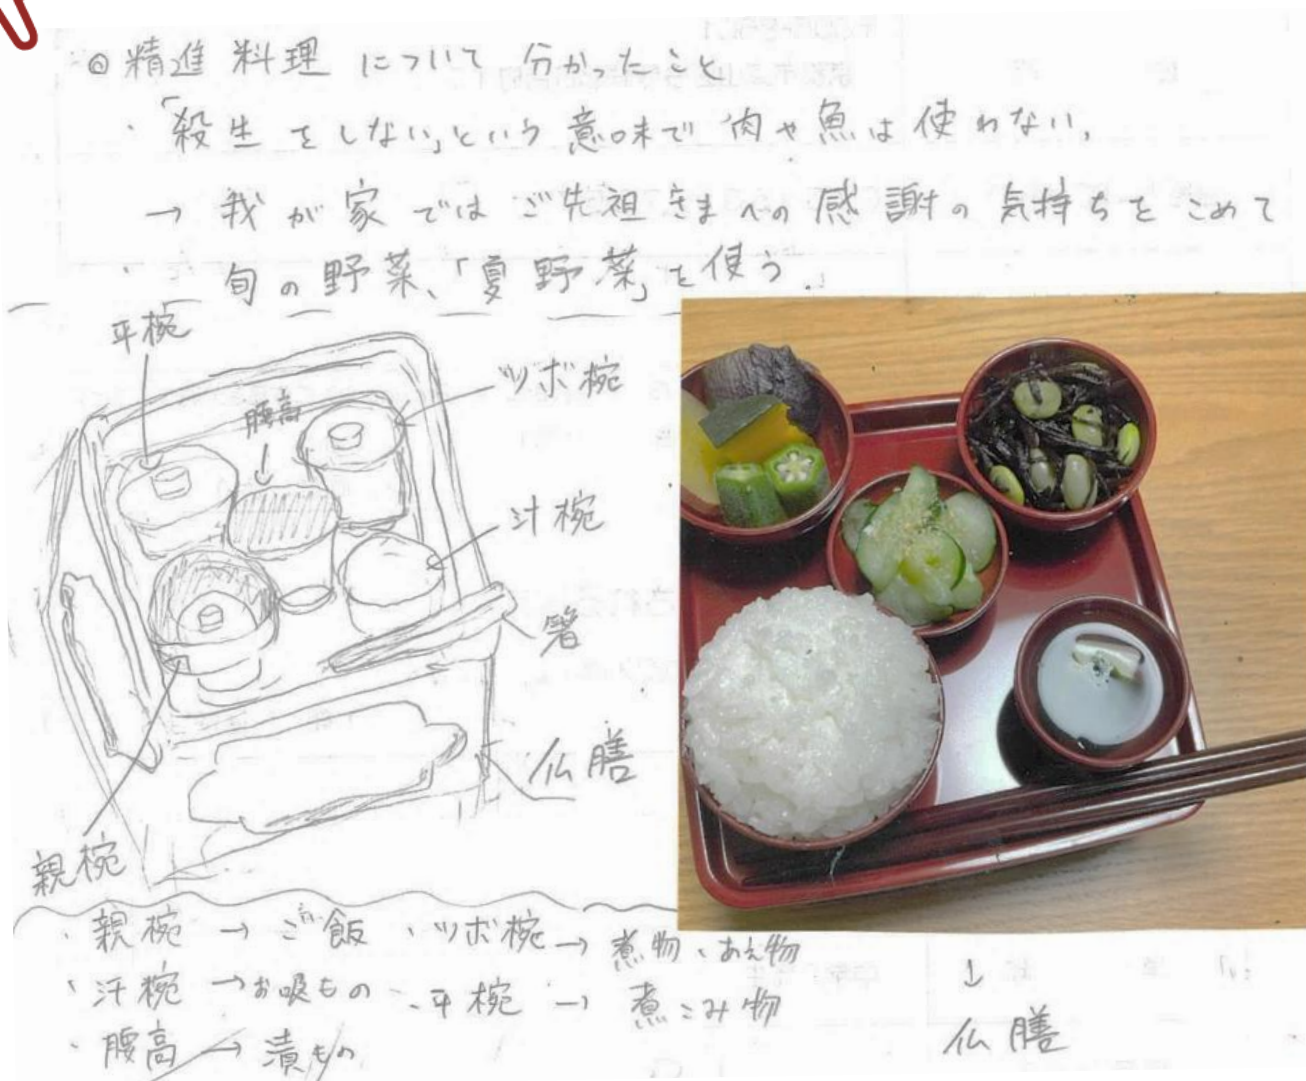 ◎精進料理について分かったこと
・「殺生をしない」という意味で肉や魚は使わない。
→我が家ではご先祖さまへの感謝の気持ちをこめて
旬の野菜、「夏野菜」を使う。
平椀
腰高
ツボ椀
汁椀
箸
仏膳
親椀
・親椀→ご飯 ・ツボ椀→煮物・あえ物
・汁椀→お吸もの ・平椀→煮こみ物
・腰高→漬もの
↓
仏膳